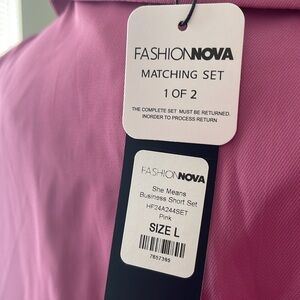 FASHIONNOVA
MATCHING SET
1 OF 2
THE COMPLETE SET MUST BE RETURNED
INORDER TO PROCESS RETURN
FASHIONNOVA
She Means
Business Short Set
HF24A244SET
Pink
SIZE L
7857395